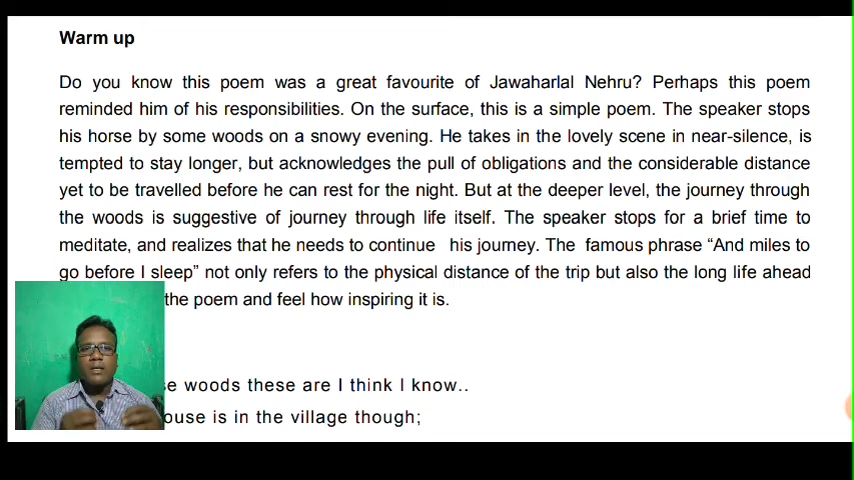 Warm up
Do you know this poem was a great favourite of Jawaharlal Nehru? Perhaps this poem
reminded him of his responsibilities. On the surface, this is a simple poem. The speaker stops
his horse by some woods on a snowy evening. He takes in the lovely scene in near-silence, is
tempted to stay longer, but acknowledges the pull of obligations and the considerable distance
yet to be travelled before he can rest for the night. But at the deeper level, the journey through
the woods is suggestive of journey through life itself. The speaker stops for a brief time to
meditate, and realizes that he needs to continue his journey. The famous phrase “And miles to
go before I sleep” not only refers to the physical distance of the trip but also the long life ahead
the poem and feel how inspiring it is.
woods these are I think I know..
is in the village though;